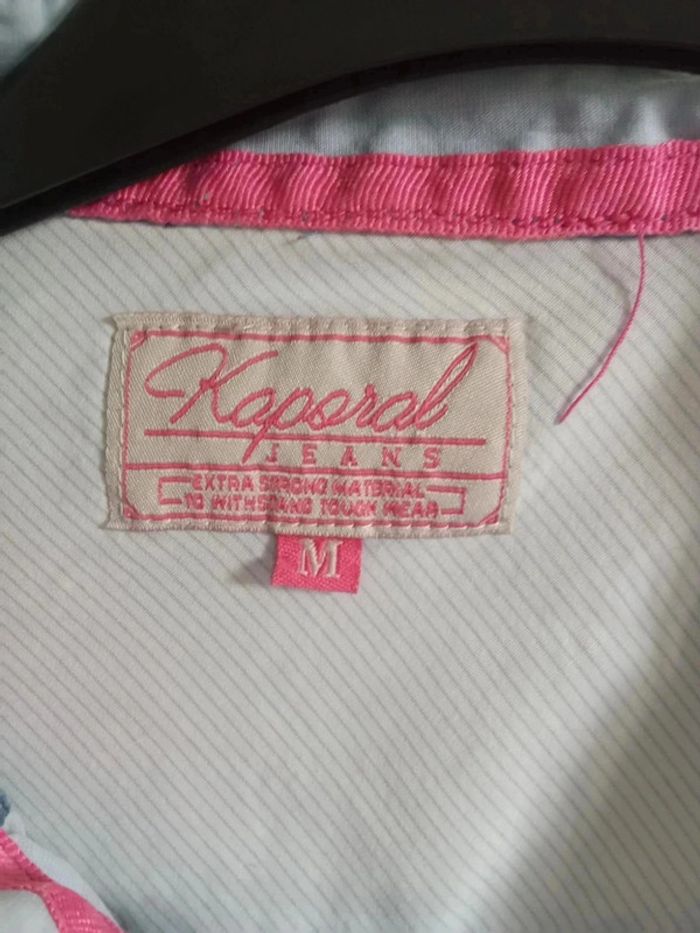 Kaporal
JEANS
EXTRA STRONG MATERIAL
TO WITHSTAND TOUGH WEAR
M